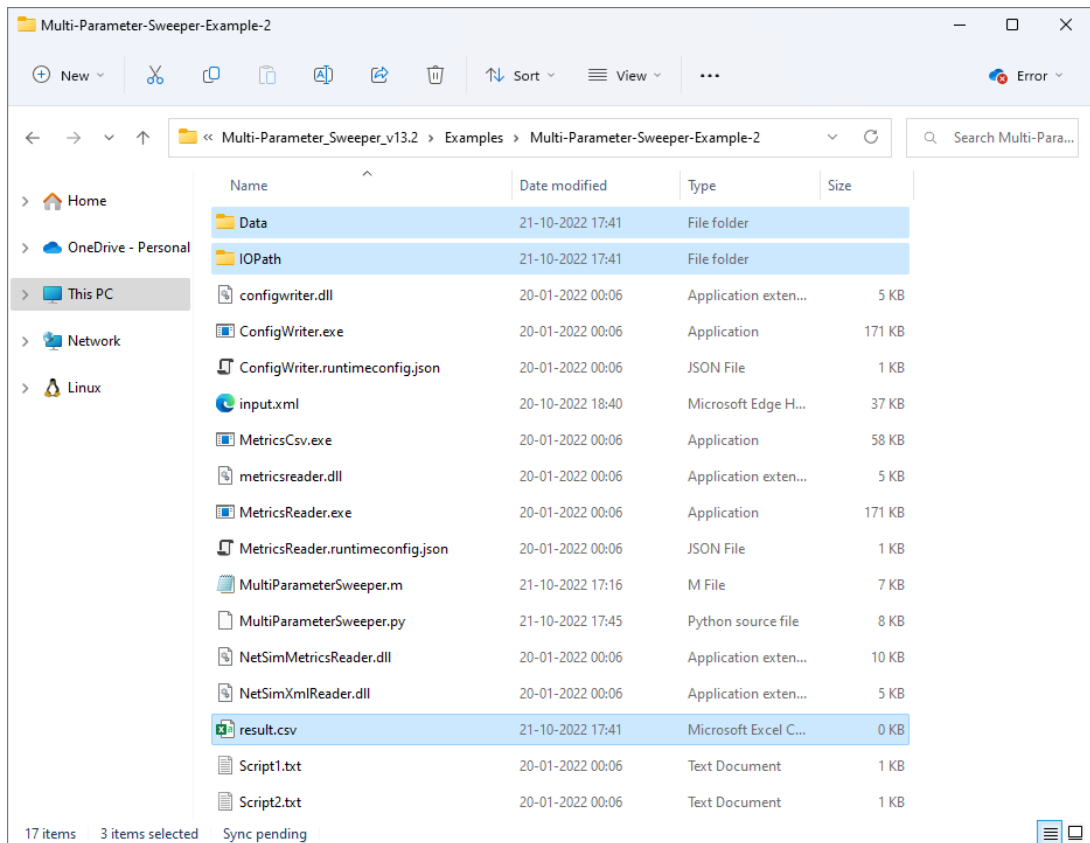 Multi-Parameter-Sweeper-Example-2
New Sort View ... Error
« Multi-Parameter_Sweeper_v13.2 > Examples > Multi-Parameter-Sweeper-Example-2 Search Multi-Para...
Home
OneDrive - Personal
This PC
Network
Linux
Name Date modified Type Size
Data 21-10-2022 17:41 File folder
IOPath 21-10-2022 17:41 File folder
configwriter.dll 20-01-2022 00:06 Application exten... 5 KB
ConfigWriter.exe 20-01-2022 00:06 Application 171 KB
ConfigWriter.runtimeconfig.json 20-01-2022 00:06 JSON File 1 KB
input.xml 20-10-2022 18:40 Microsoft Edge H... 37 KB
MetricsCsv.exe 20-01-2022 00:06 Application 58 KB
metricsreader.dll 20-01-2022 00:06 Application exten... 5 KB
MetricsReader.exe 20-01-2022 00:06 Application 171 KB
MetricsReader.runtimeconfig.json 20-01-2022 00:06 JSON File 1 KB
MultiParameterSweeper.m 21-10-2022 17:16 M File 7 KB
MultiParameterSweeper.py 21-10-2022 17:45 Python source file 8 KB
NetSimMetricsReader.dll 20-01-2022 00:06 Application exten... 10 KB
NetSimXmlReader.dll 20-01-2022 00:06 Application exten... 5 KB
result.csv 21-10-2022 17:41 Microsoft Excel C... 0 KB
Script1.txt 20-01-2022 00:06 Text Document 1 KB
Script2.txt 20-01-2022 00:06 Text Document 1 KB
17 items 3 items selected Sync pending